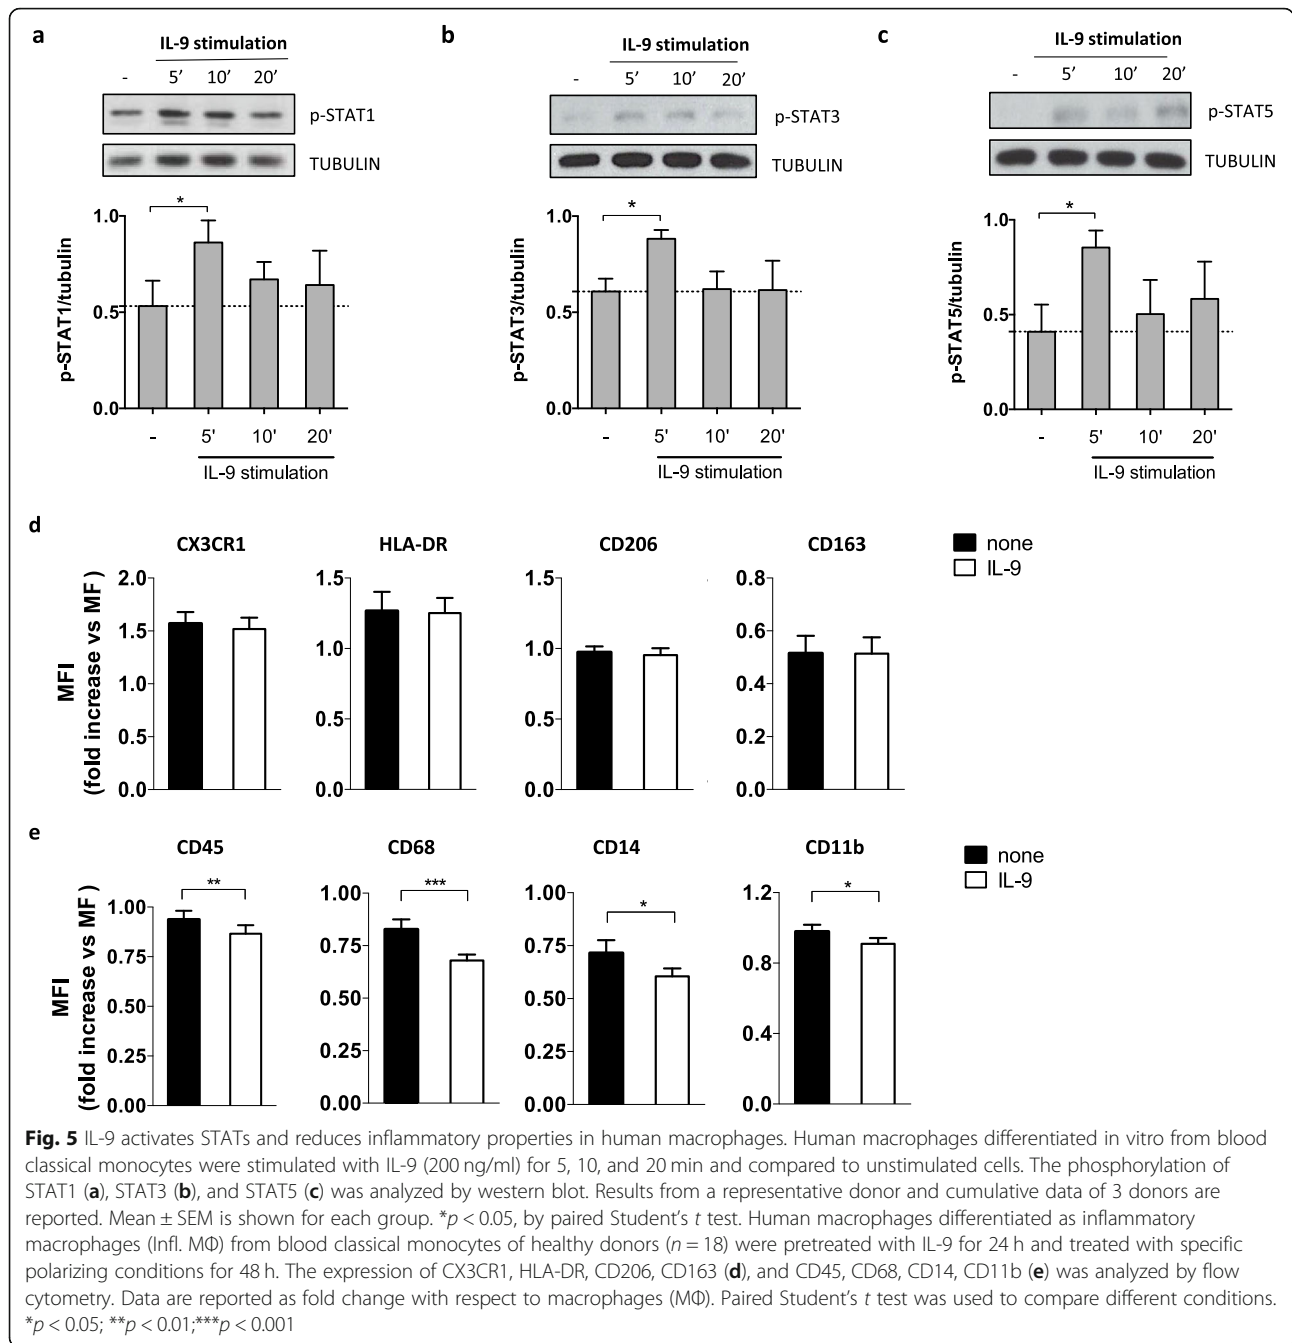 a
IL-9 stimulation
- 5’ 10’ 20’
p-STAT1
TUBULIN
*
p-STAT1/tubulin
1.0
0.5
0.0
- 5' 10' 20'
IL-9 stimulation
b
IL-9 stimulation
- 5’ 10’ 20’
p-STAT3
TUBULIN
*
p-STAT3/tubulin
1.0
0.5
0.0
- 5' 10' 20'
IL-9 stimulation
c
IL-9 stimulation
- 5’ 10’ 20’
p-STAT5
TUBULIN
*
p-STAT5/tubulin
1.0
0.5
0.0
- 5' 10' 20'
IL-9 stimulation
d
MFI
(fold increase vs MF )
CX3CR1
2.0
1.5
1.0
0.5
0.0
HLA-DR
1.5
1.0
0.5
0.0
CD206
1.5
1.0
0.5
0.0
CD163
0.8
0.6
0.4
0.2
0.0
none
IL-9
e
MFI
(fold increase vs MF )
CD45
**
1.00
0.75
0.50
0.25
0.00
CD68
***
1.00
0.75
0.50
0.25
0.00
CD14
*
1.00
0.75
0.50
0.25
0.00
CD11b
*
1.2
0.8
0.4
0.0
none
IL-9
Fig. 5 IL-9 activates STATs and reduces inflammatory properties in human macrophages. Human macrophages differentiated in vitro from blood
classical monocytes were stimulated with IL-9 (200 ng/ml) for 5, 10, and 20 min and compared to unstimulated cells. The phosphorylation of
STAT1 (a), STAT3 (b), and STAT5 (c) was analyzed by western blot. Results from a representative donor and cumulative data of 3 donors are
reported. Mean ± SEM is shown for each group. *p < 0.05, by paired Student’s t test. Human macrophages differentiated as inflammatory
macrophages (Infl. MΦ) from blood classical monocytes of healthy donors (n = 18) were pretreated with IL-9 for 24 h and treated with specific
polarizing conditions for 48 h. The expression of CX3CR1, HLA-DR, CD206, CD163 (d), and CD45, CD68, CD14, CD11b (e) was analyzed by flow
cytometry. Data are reported as fold change with respect to macrophages (MΦ). Paired Student’s t test was used to compare different conditions.
*p < 0.05; **p < 0.01;***p < 0.001